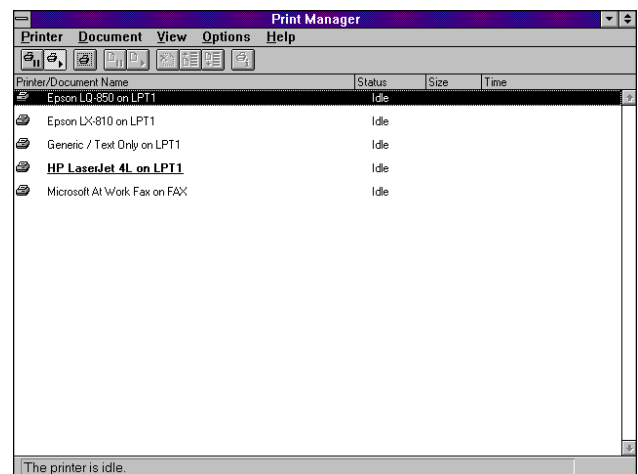 Print Manager
Printer Document View Options Help
Printer/Document Name Status Size Time
Epson LQ-850 on LPT1 Idle
Epson LX-810 on LPT1 Idle
Generic / Text Only on LPT1 Idle
HP LaserJet 4L on LPT1 Idle
Microsoft At Work Fax on FAX Idle
The printer is idle.